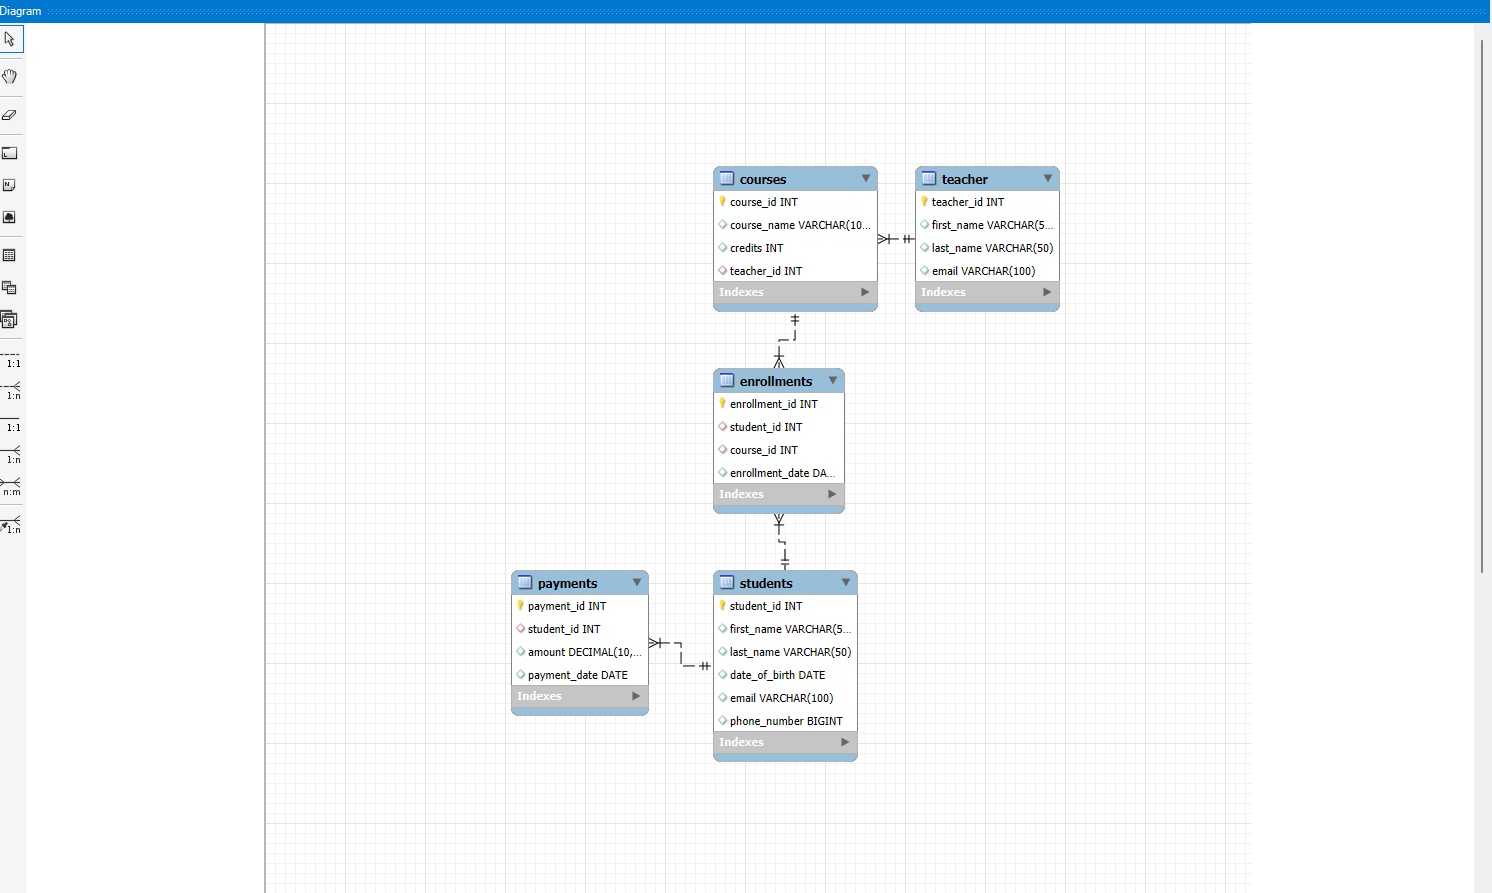 Diagram
1:1
1:n
1:1
1:n
n:m
1:n
courses
course_id INT
course_name VARCHAR(10...
credits INT
teacher_id INT
Indexes
teacher
teacher_id INT
first_name VARCHAR(5...
last_name VARCHAR(50)
email VARCHAR(100)
Indexes
enrollments
enrollment_id INT
student_id INT
course_id INT
enrollment_date DA...
Indexes
payments
payment_id INT
student_id INT
amount DECIMAL(10,...
payment_date DATE
Indexes
students
student_id INT
first_name VARCHAR(5...
last_name VARCHAR(50)
date_of_birth DATE
email VARCHAR(100)
phone_number BIGINT
Indexes